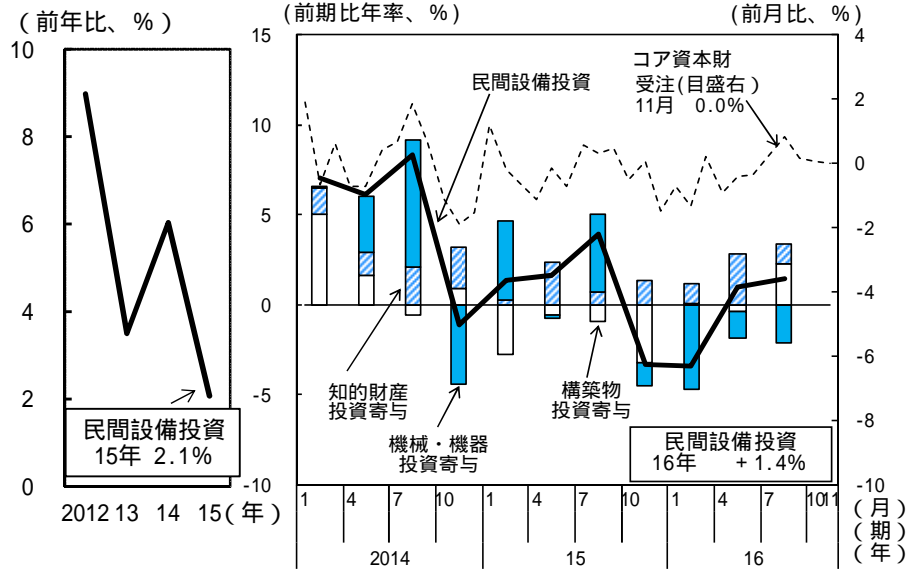 (前年比、%)
10
8
6
4
2
0
民間設備投資
15年 2.1%
2012 13 14 15(年)
(前期比年率、%)
(前月比、%)
15
10
5
0
-5
-10
4
2
0
-2
-4
-6
-8
-10
民間設備投資
コア資本財
受注(目盛右)
11月 0.0%
知的財産
投資寄与
機械・機器
投資寄与
構築物
投資寄与
民間設備投資
16年 +1.4%
1 4 7 10 1 4 7 10 1 4 7 10 11
(月)
(期)
2014 15 16 (年)